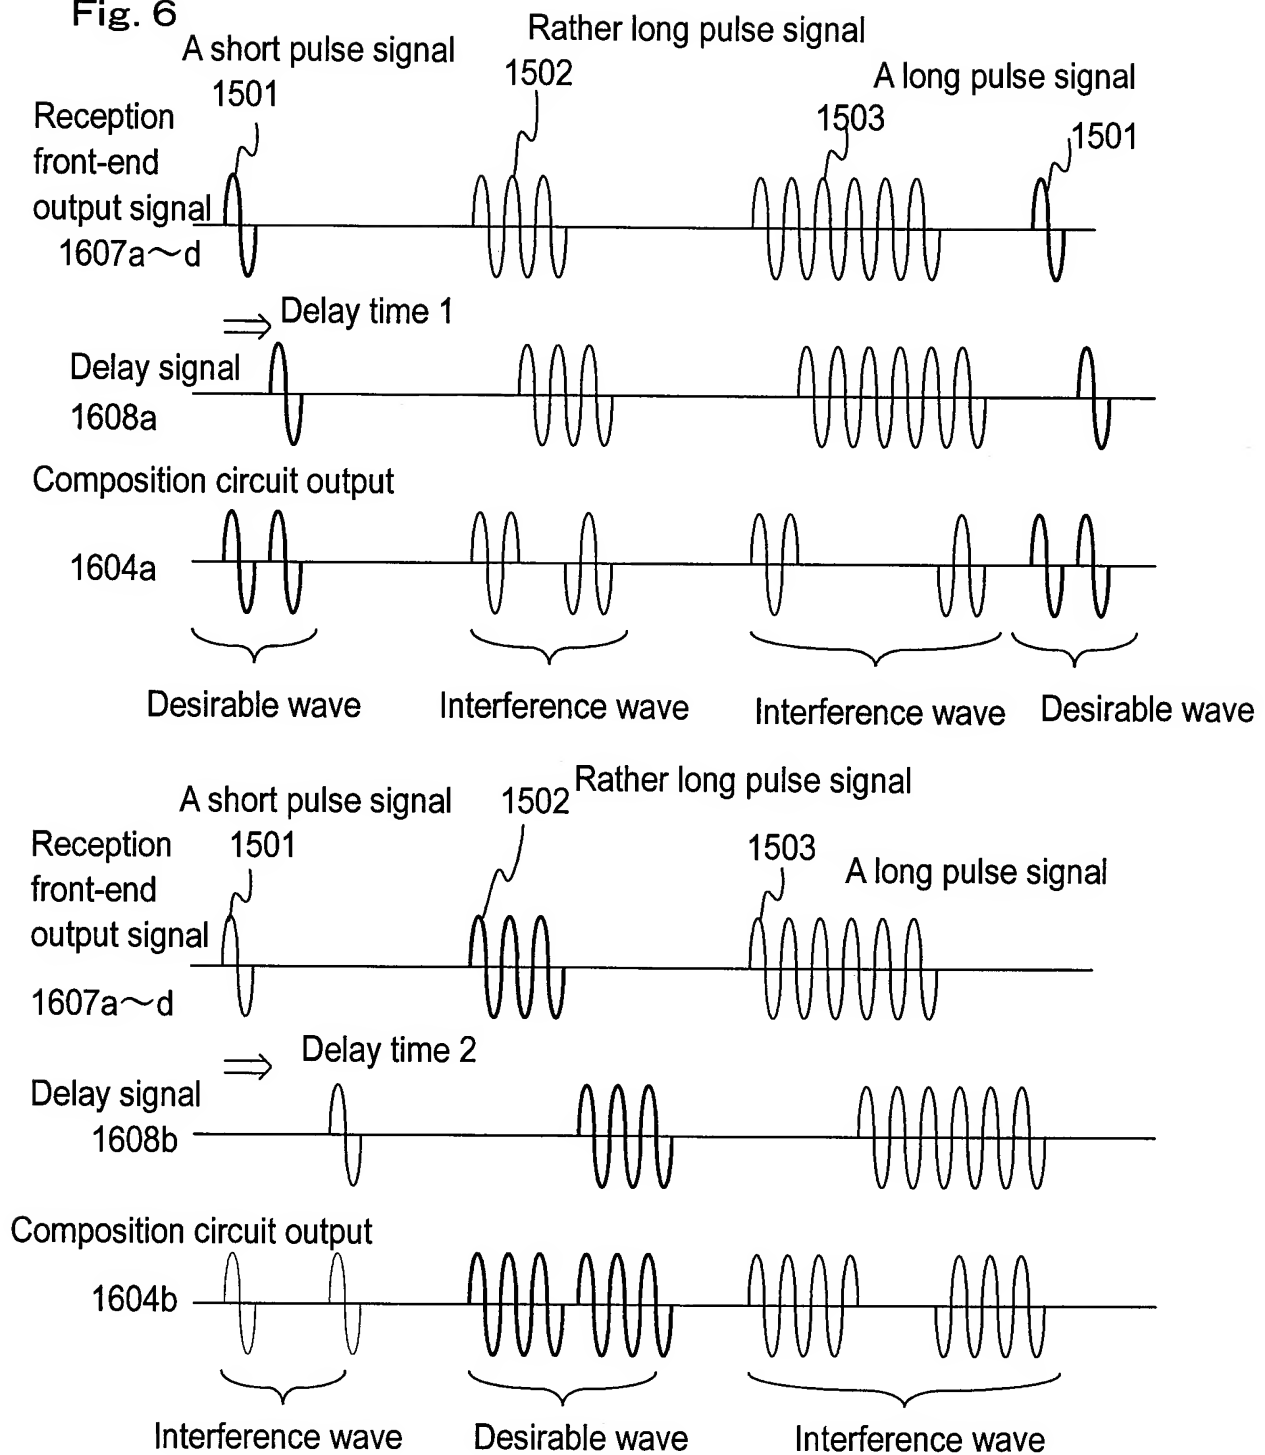 Fig. 6
A short pulse signal
Rather long pulse signal
A long pulse signal
1501
1502
1503
1501
Reception
front-end
output signal
1607a～d
Delay time 1
Delay signal
1608a
Composition circuit output
1604a
Desirable wave
Interference wave
Interference wave
Desirable wave
A short pulse signal
1502
Rather long pulse signal
Reception
front-end
output signal
1607a～d
1501
1503
A long pulse signal
Delay time 2
Delay signal
1608b
Composition circuit output
1604b
Interference wave
Desirable wave
Interference wave